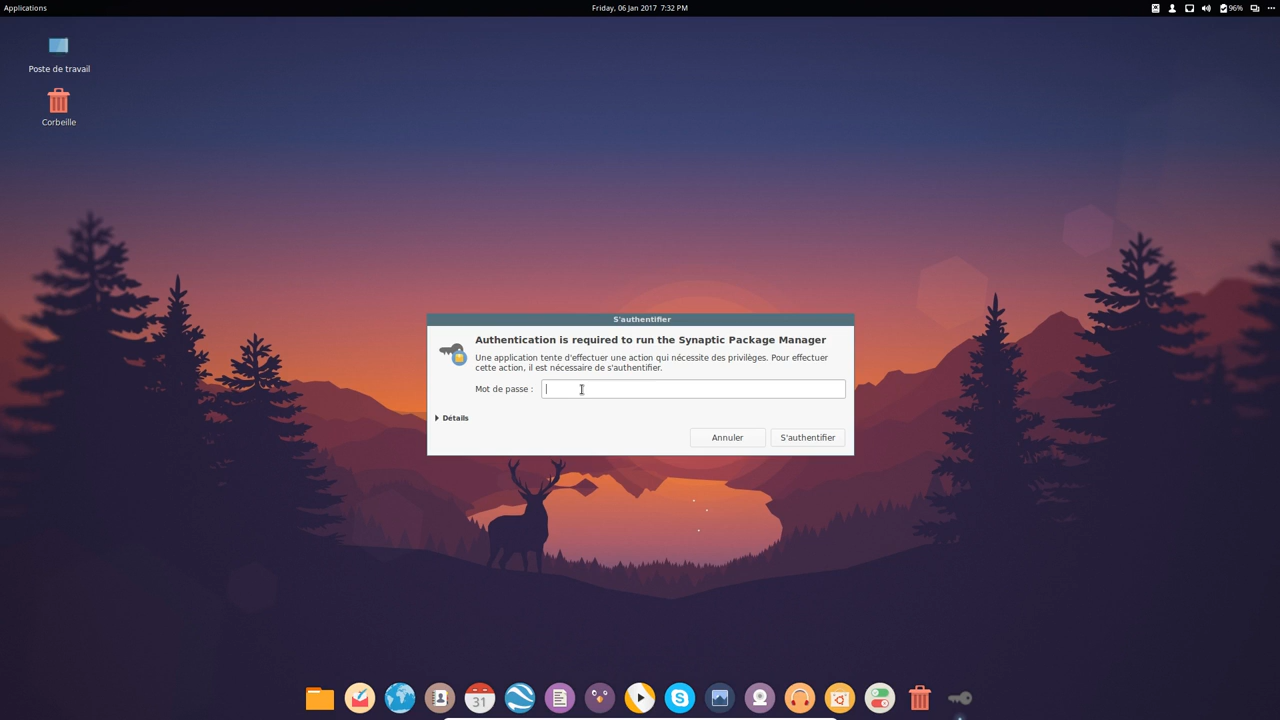 Applications
Friday, 06 Jan 2017 7:32 PM
96%
Poste de travail
Corbeille
S'authentifier
Authentication is required to run the Synaptic Package Manager
Une application tente d'effectuer une action qui nécessite des privilèges. Pour effectuer
cette action, il est nécessaire de s'authentifier.
Mot de passe :
Détails
Annuler
S'authentifier
31